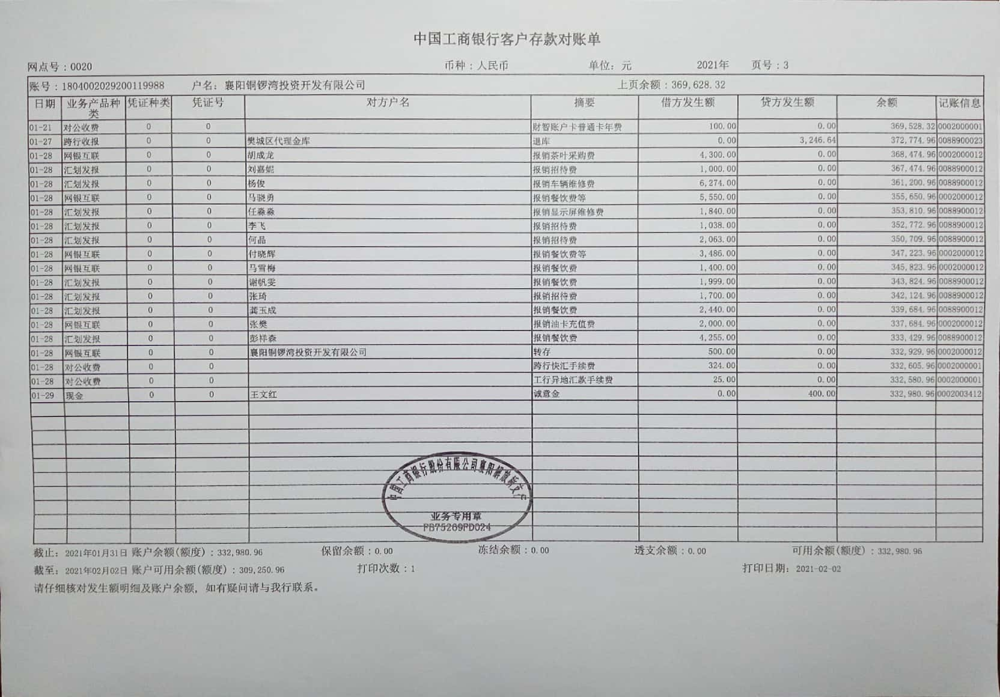 中国工商银行客户存款对账单
网点号：0020 币种：人民币 单位：元 2021年 页号：3
账号：1804002029200119988 户名：襄阳铜锣湾投资开发有限公司 上页余额：369,628.32
日期 业务产品种类 凭证种类 凭证号 对方户名 摘要 借方发生额 贷方发生额 余额 记账信息
01-21 对公收费 0 0 财智账户卡普通卡年费 100.00 0.00 369,528.32 0002000001
01-27 跨行收报 0 0 樊城区代理金库 退库 0.00 3,246.64 372,774.96 0088900023
01-28 网银互联 0 0 胡成龙 报销茶叶采购费 4,300.00 0.00 368,474.96 0002000012
01-28 汇划发报 0 0 刘嘉妮 报销招待费 1,000.00 0.00 367,474.96 0088900012
01-28 汇划发报 0 0 杨俊 报销车辆维修费 6,274.00 0.00 361,200.96 0088900012
01-28 网银互联 0 0 马骁勇 报销餐饮费等 5,550.00 0.00 355,650.96 0002000012
01-28 汇划发报 0 0 任淼淼 报销显示屏维修费 1,840.00 0.00 353,810.96 0088900012
01-28 汇划发报 0 0 李飞 报销招待费 1,038.00 0.00 352,772.96 0088900012
01-28 汇划发报 0 0 何晶 报销招待费 2,063.00 0.00 350,709.96 0088900012
01-28 网银互联 0 0 付晓辉 报销餐饮费等 3,486.00 0.00 347,223.96 0002000012
01-28 网银互联 0 0 马雪梅 报销餐饮费 1,400.00 0.00 345,823.96 0002000012
01-28 汇划发报 0 0 谢帆雯 报销餐饮费 1,999.00 0.00 343,824.96 0088900012
01-28 汇划发报 0 0 张琦 报销招待费 1,700.00 0.00 342,124.96 0088900012
01-28 汇划发报 0 0 龚玉成 报销餐饮费 2,440.00 0.00 339,684.96 0088900012
01-28 网银互联 0 0 张樊 报销油卡充值费 2,000.00 0.00 337,684.96 0002000012
01-28 汇划发报 0 0 彭祥森 报销餐饮费 4,255.00 0.00 333,429.96 0088900012
01-28 网银互联 0 0 襄阳铜锣湾投资开发有限公司 转存 500.00 0.00 332,929.96 0002000012
01-28 对公收费 0 0 跨行快汇手续费 324.00 0.00 332,605.96 0002000001
01-28 对公收费 0 0 工行异地汇款手续费 25.00 0.00 332,580.96 0002000001
01-29 现金 0 0 王文红 诚意金 0.00 400.00 332,980.96 0002003412
中国工商银行股份有限公司襄阳解放桥支行
业务专用章
FB75269FD024
截止：2021年01月31日 账户余额(额度)：332,980.96 保留余额：0.00 冻结余额：0.00 透支余额：0.00 可用余额(额度)：332,980.96
截至：2021年02月02日 账户可用余额(额度)：309,250.96 打印次数：1 打印日期：2021-02-02
请仔细核对发生额明细及账户余额，如有疑问请与我行联系。